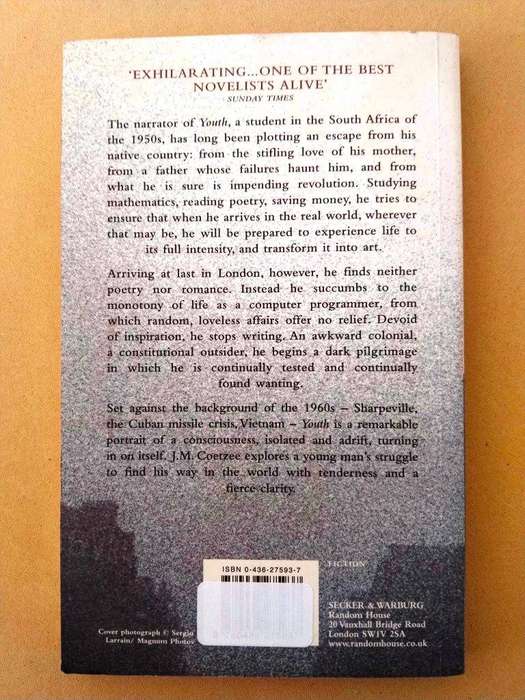 'EXHILARATING...ONE OF THE BEST
NOVELISTS ALIVE'
SUNDAY TIMES
The narrator of Youth, a student in the South Africa of
the 1950s, has long been plotting an escape from his
native country: from the stifling love of his mother,
from a father whose failures haunt him, and from
what he is sure is impending revolution. Studying
mathematics, reading poetry, saving money, he tries to
ensure that when he arrives in the real world, wherever
that may be, he will be prepared to experience life to
its full intensity, and transform it into art.
Arriving at last in London, however, he finds neither
poetry nor romance. Instead he succumbs to the
monotony of life as a computer programmer, from
which random, loveless affairs offer no relief. Devoid
of inspiration, he stops writing. An awkward colonial,
a constitutional outsider, he begins a dark pilgrimage
in which he is continually tested and continually
found wanting.
Set against the background of the 1960s – Sharpeville,
the Cuban missile crisis, Vietnam – Youth is a remarkable
portrait of a consciousness, isolated and adrift, turning
in on itself. J.M. Coetzee explores a young man's struggle
to find his way in the world with tenderness and a
fierce clarity.
ISBN 0-436-27593-7
FICTION
SECKER & WARBURG
Random House
20 Vauxhall Bridge Road
London SW1V 2SA
www.randomhouse.co.uk
Cover photograph © Sergio
Larrain/ Magnum Photos